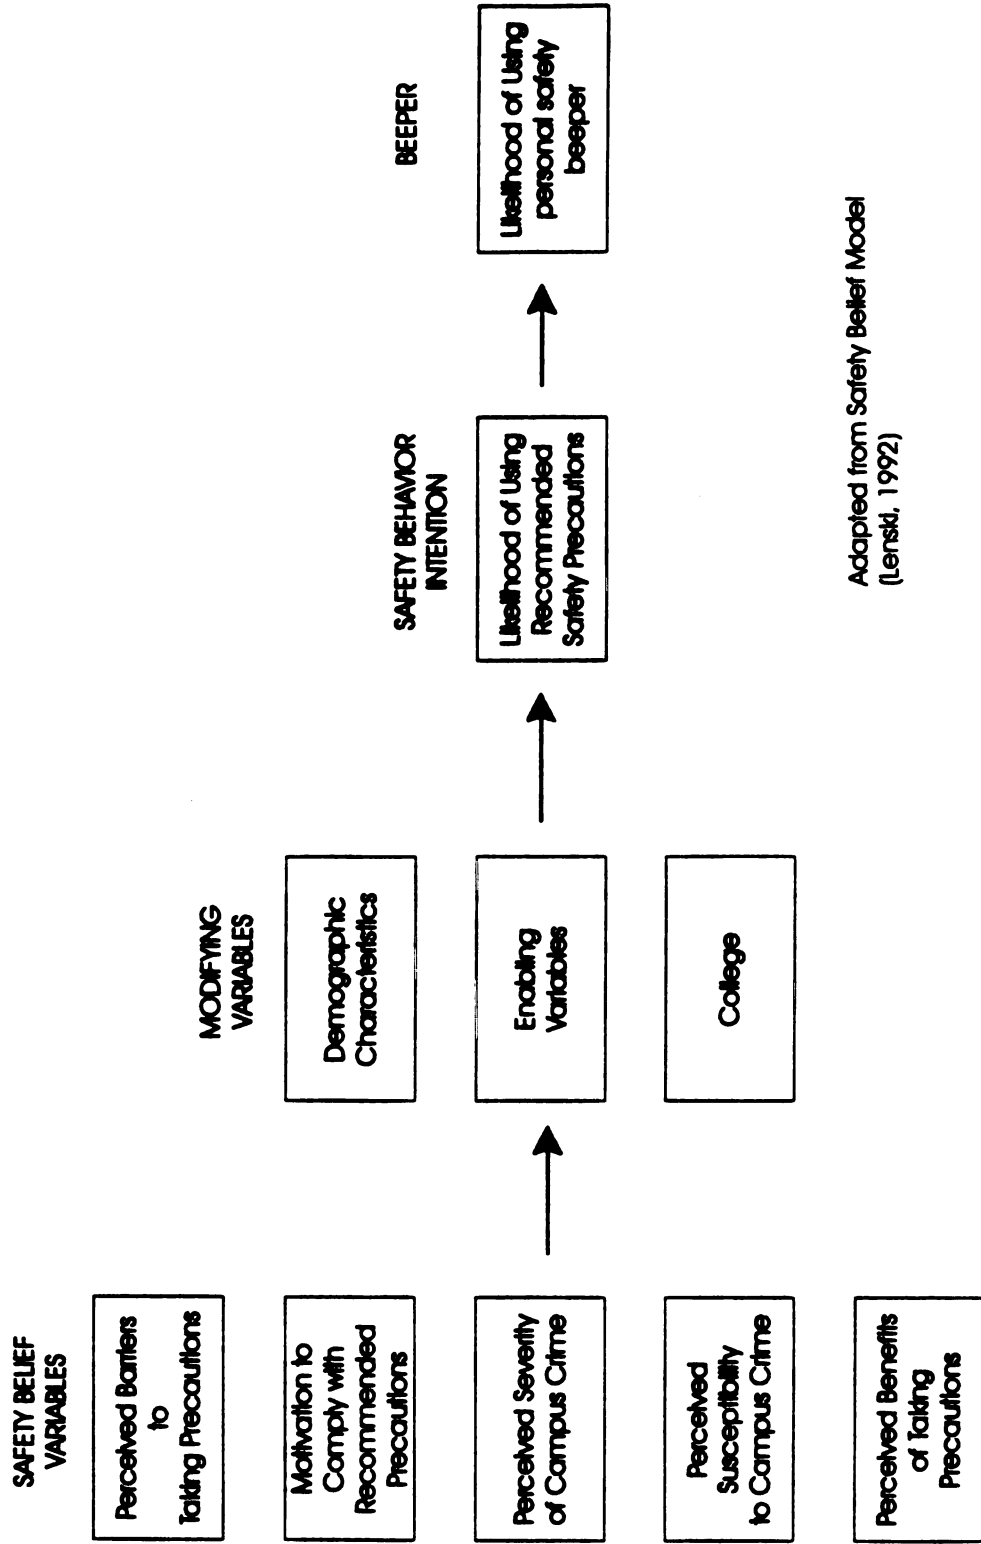 SAFETY BELIEF
VARIABLES
Perceived Barriers
to
Taking Precautions
Motivation to
Comply with
Recommended
Precautions
Perceived Severity
of Campus Crime
Perceived
Susceptibility
to Campus Crime
Perceived Benefits
of Taking
Precautions
MODIFYING
VARIABLES
Demographic
Characteristics
Enabling
Variables
College
SAFETY BEHAVIOR
INTENTION
Likelihood of Using
Recommended
Safety Precautions
BEEPER
Likelihood of Using
personal safety
beeper
Adapted from Safety Belief Model
(Lenski, 1992)